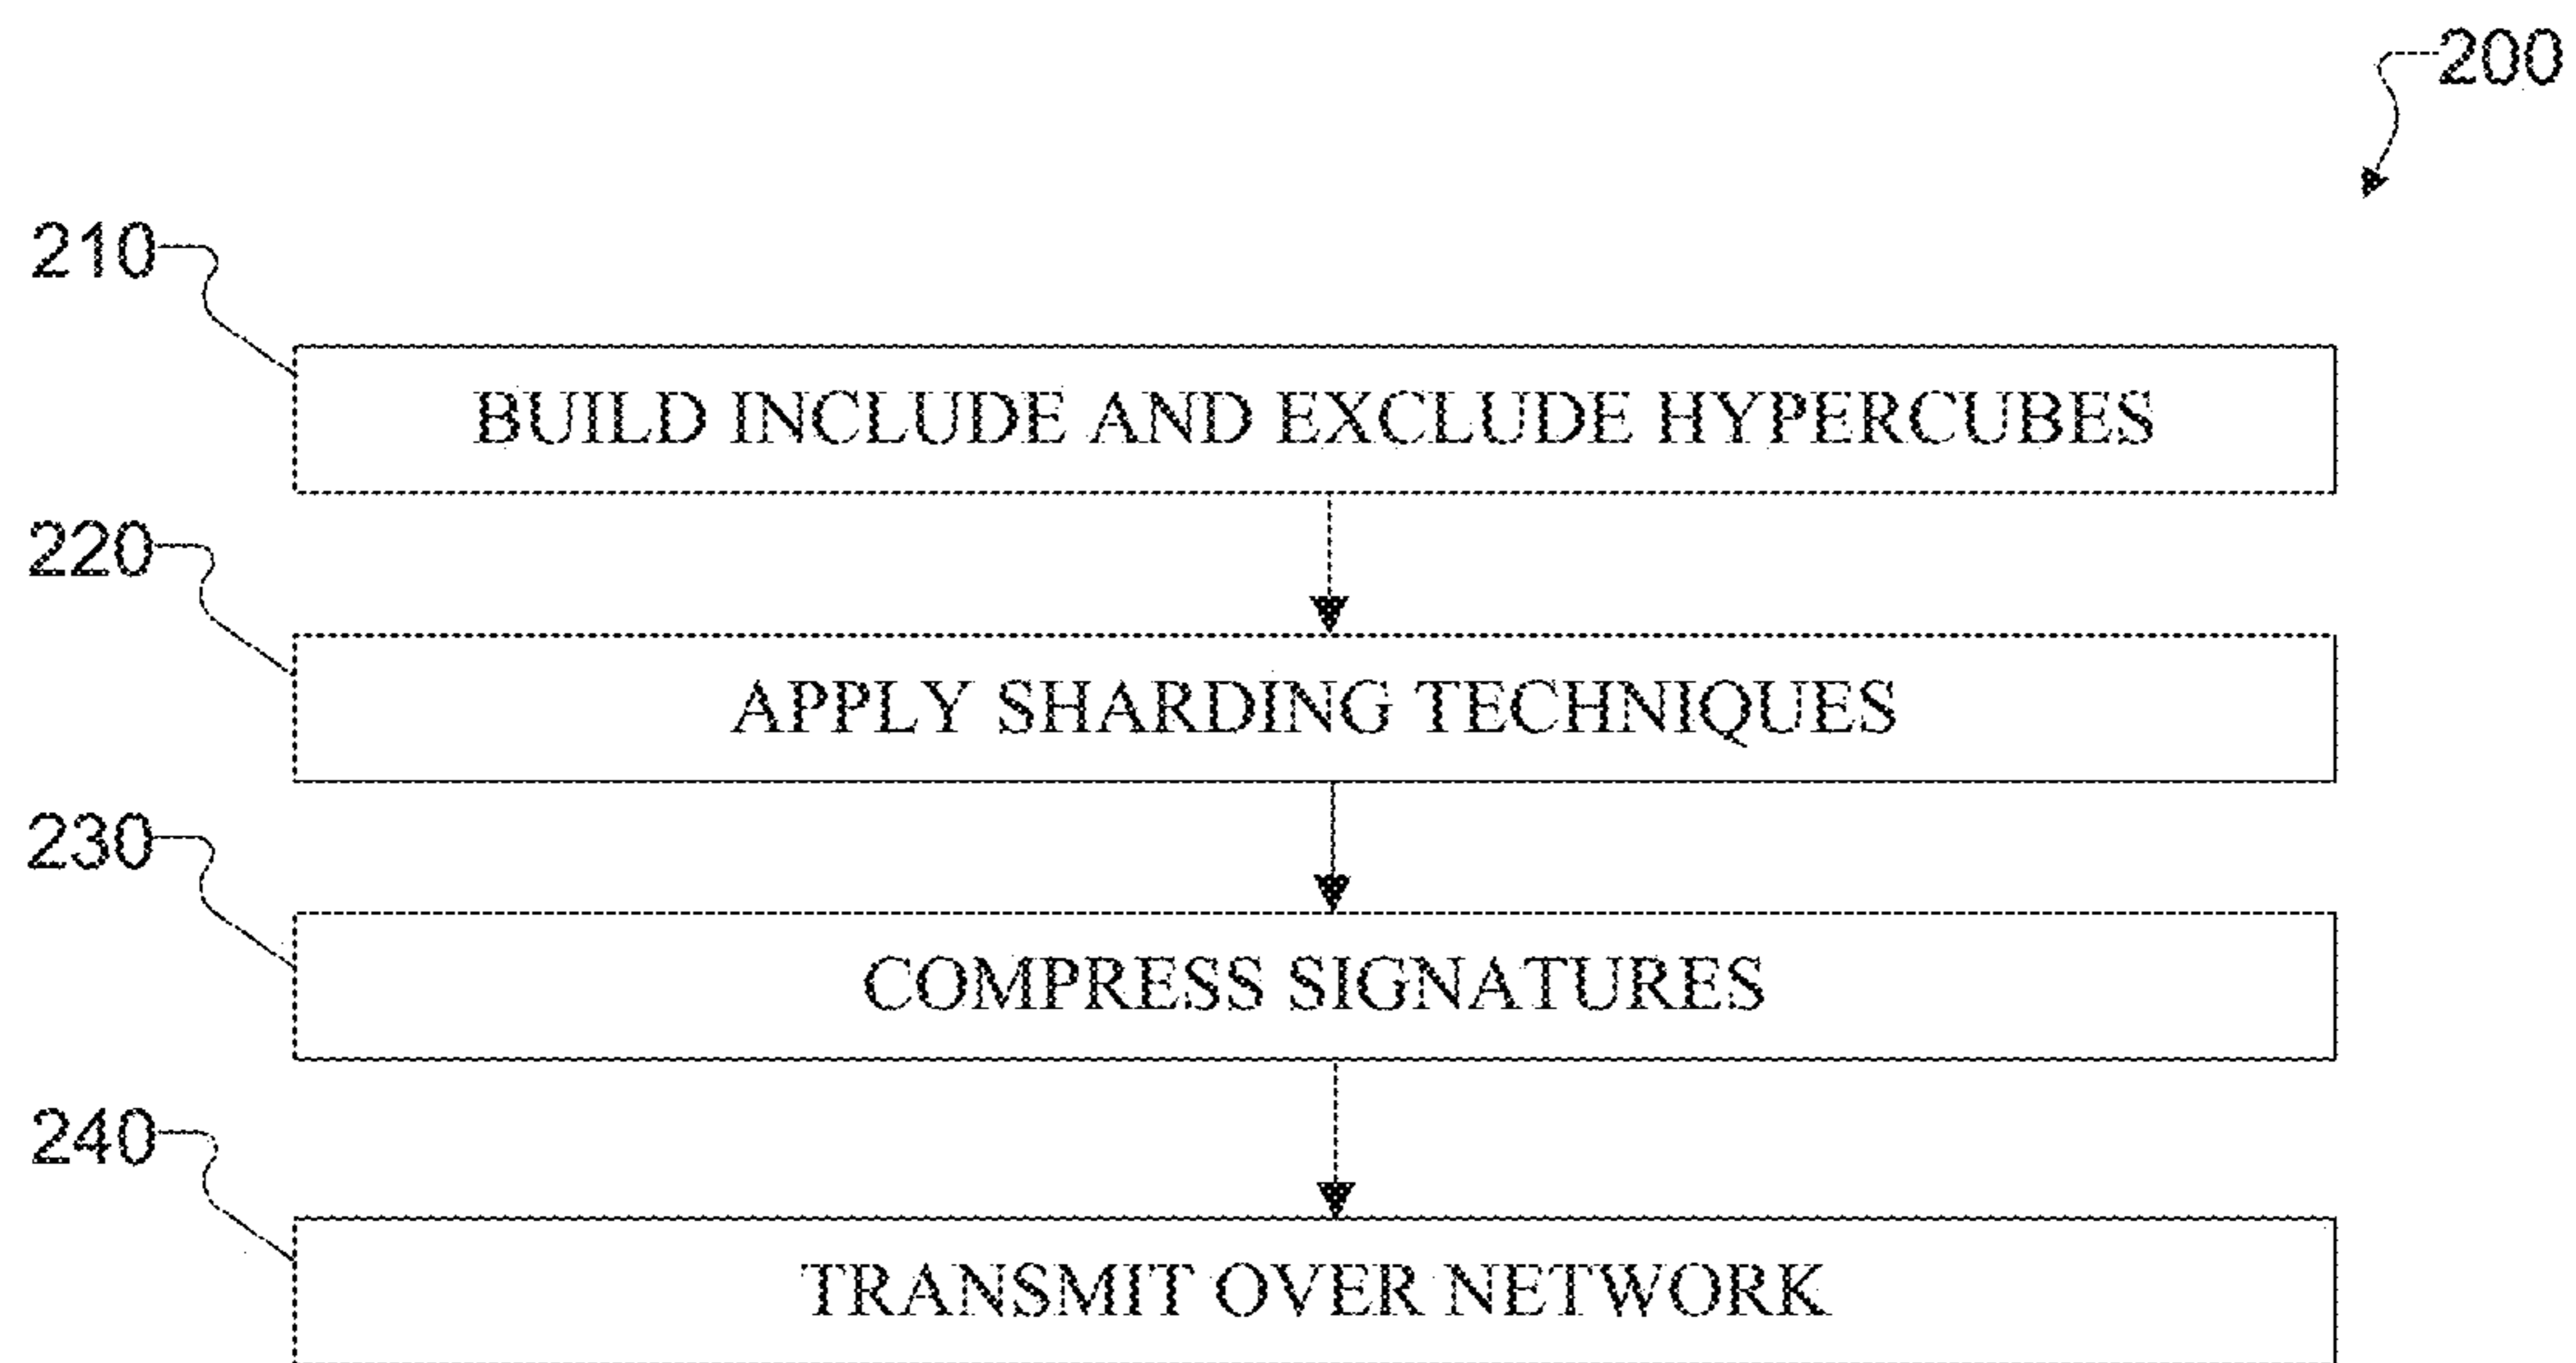 200
210
BUILD INCLUDE AND EXCLUDE HYPERCUBES
220
APPLY SHARDING TECHNIQUES
230
COMPRESS SIGNATURES
240
TRANSMIT OVER NETWORK